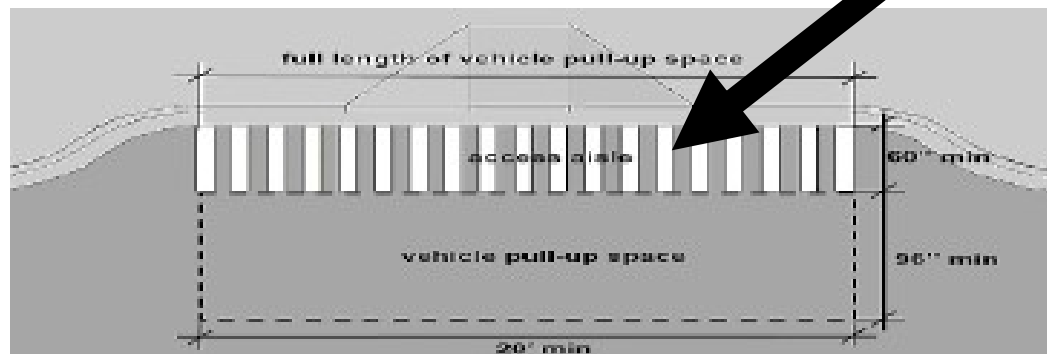 full length of vehicle pull-up space
access aisle
60" min
vehicle pull-up space
96" min
20' min